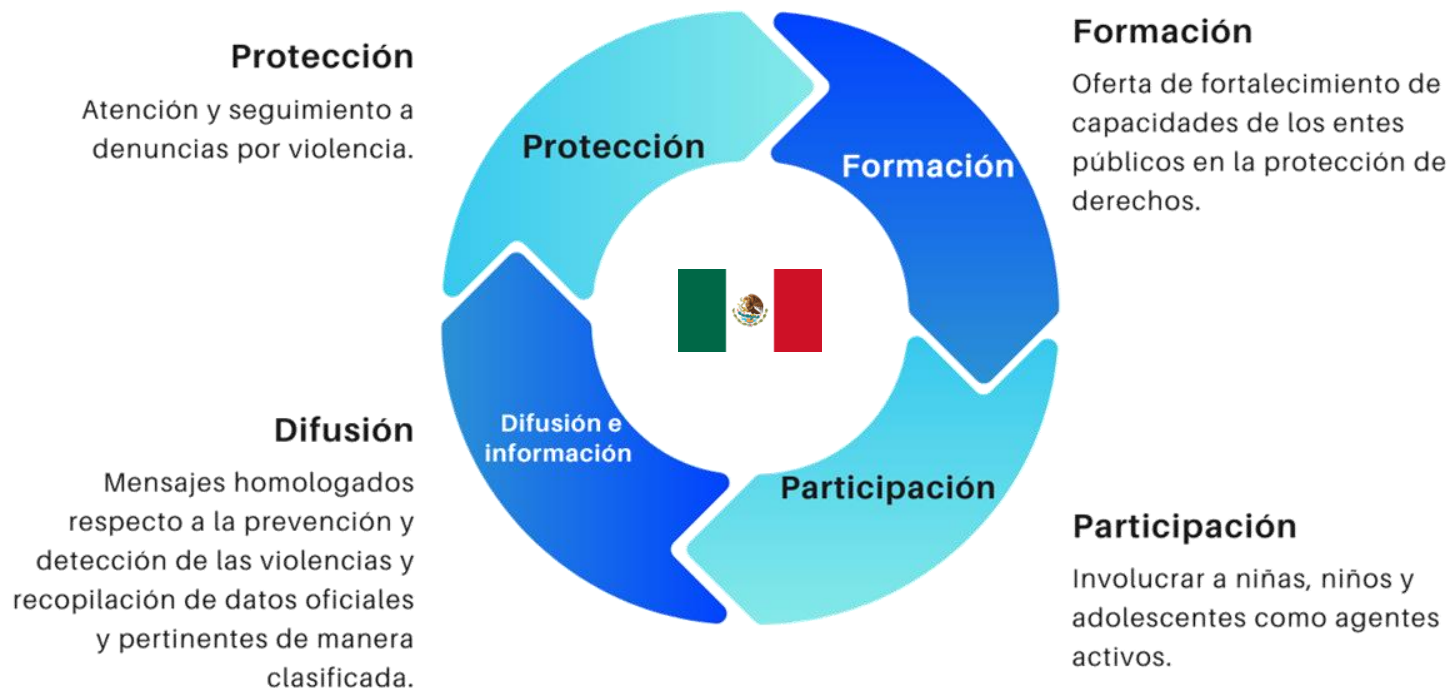 Protección
Atención y seguimiento a
denuncias por violencia.
Protección
Formación
Formación
Oferta de fortalecimiento de
capacidades de los entes
públicos en la protección de
derechos.
Difusión
Mensajes homologados
respecto a la prevención y
detección de las violencias y
recopilación de datos oficiales
y pertinentes de manera
clasificada.
Difusión e
información
Participación
Participación
Involucrar a niñas, niños y
adolescentes como agentes
activos.